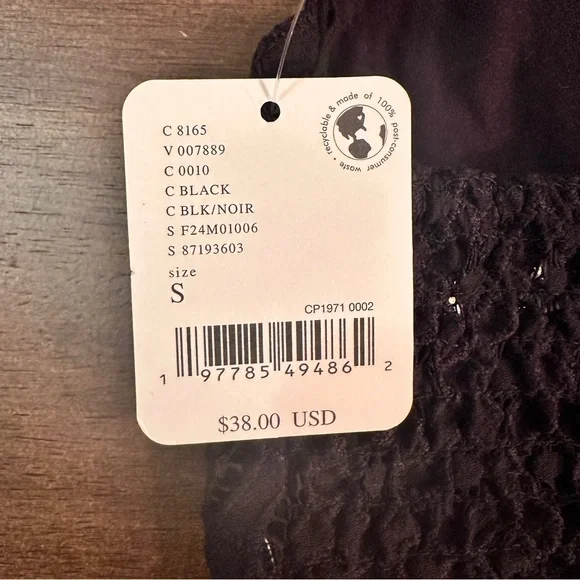 C 8165
V 007889
C 0010
C BLACK
C BLK/NOIR
S F24M01006
S 87193603
size
S
recyclable & made of 100% post-consumer waste •
CP1971 0002
1 97785 49486 2
$38.00 USD